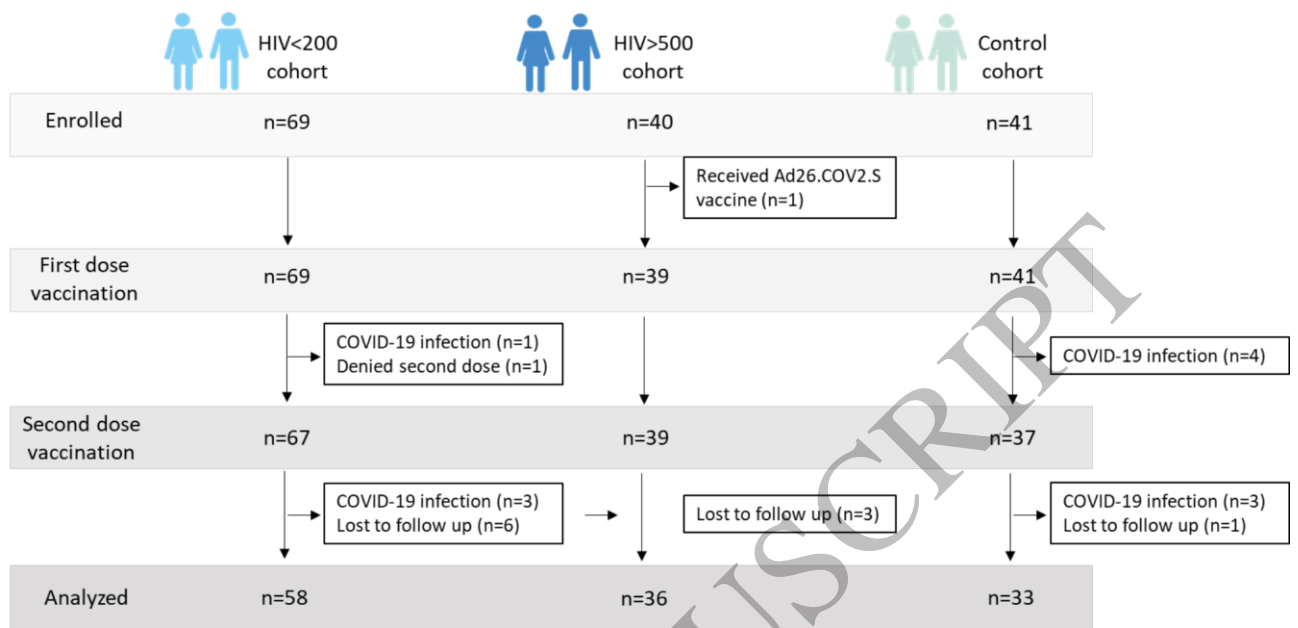 HIV<200
cohort
HIV>500
cohort
Control
cohort
Enrolled
n=69
n=40
n=41
Received Ad26.COV2.S
vaccine (n=1)
First dose
vaccination
n=69
n=39
n=41
COVID-19 infection (n=1)
Denied second dose (n=1)
COVID-19 infection (n=4)
Second dose
vaccination
n=67
n=39
n=37
COVID-19 infection (n=3)
Lost to follow up (n=6)
Lost to follow up (n=3)
COVID-19 infection (n=3)
Lost to follow up (n=1)
Analyzed
n=58
n=36
n=33
USCRIPT